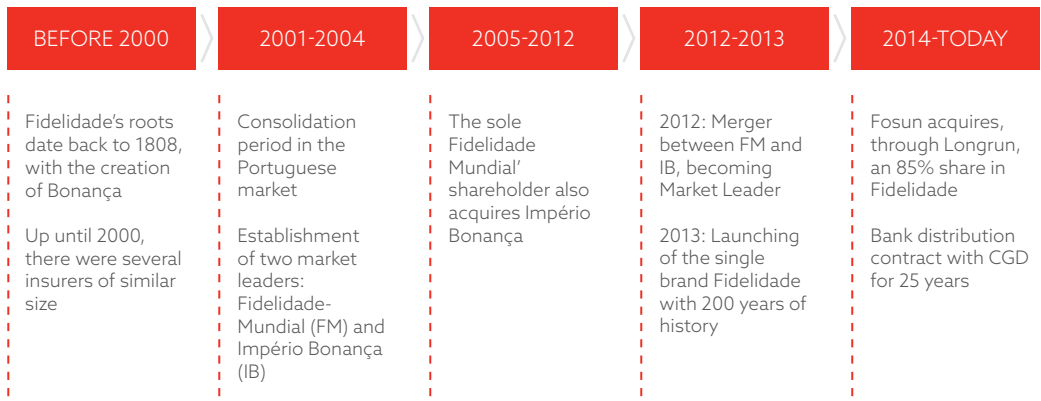 BEFORE 2000
2001-2004
2005-2012
2012-2013
2014-TODAY
Fidelidade's roots
date back to 1808,
with the creation
of Bonança
Up until 2000,
there were several
insurers of similar
size
Consolidation
period in the
Portuguese
market
Establishment
of two market
leaders:
Fidelidade-
Mundial (FM) and
Império Bonança
(IB)
The sole
Fidelidade
Mundial'
shareholder also
acquires Império
Bonança
2012: Merger
between FM and
IB, becoming
Market Leader
2013: Launching
of the single
brand Fidelidade
with 200 years of
history
Fosun acquires,
through Longrun,
an 85% share in
Fidelidade
Bank distribution
contract with CGD
for 25 years